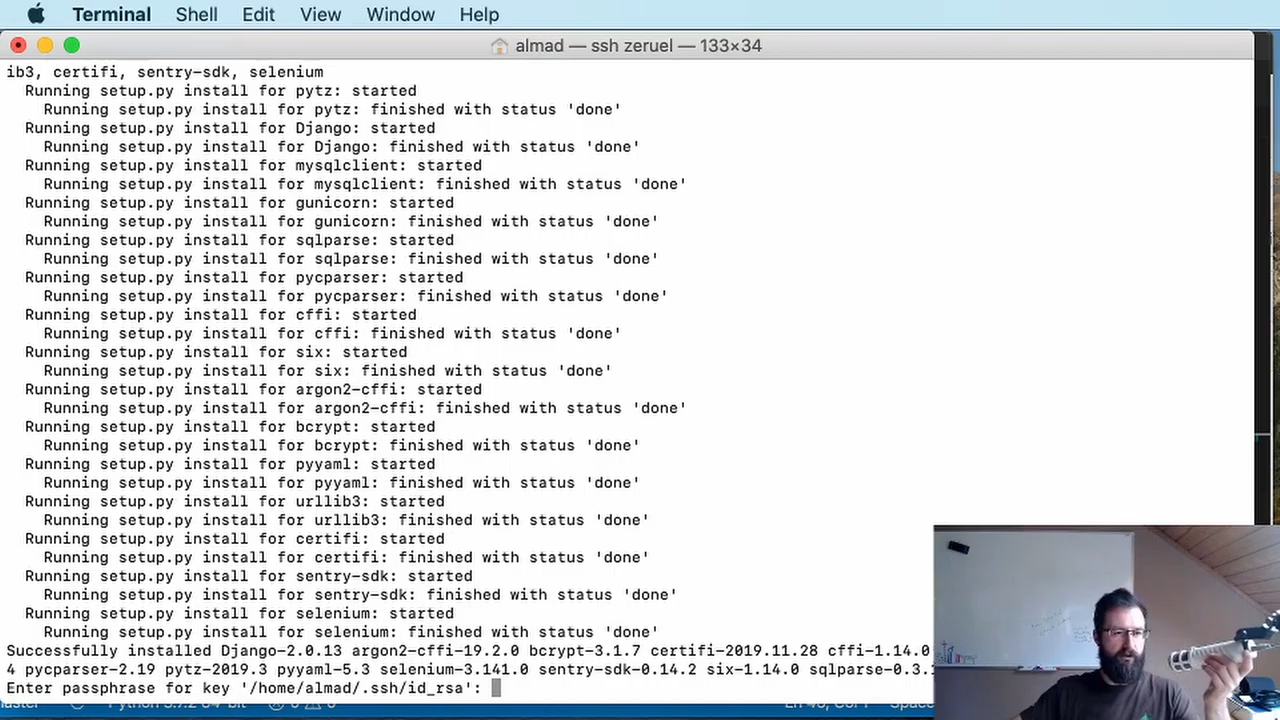 Terminal Shell Edit View Window Help
almad — ssh zeruel — 133×34
ib3, certifi, sentry-sdk, selenium
Running setup.py install for pytz: started
Running setup.py install for pytz: finished with status 'done'
Running setup.py install for Django: started
Running setup.py install for Django: finished with status 'done'
Running setup.py install for mysqlclient: started
Running setup.py install for mysqlclient: finished with status 'done'
Running setup.py install for gunicorn: started
Running setup.py install for gunicorn: finished with status 'done'
Running setup.py install for sqlparse: started
Running setup.py install for sqlparse: finished with status 'done'
Running setup.py install for pycparser: started
Running setup.py install for pycparser: finished with status 'done'
Running setup.py install for cffi: started
Running setup.py install for cffi: finished with status 'done'
Running setup.py install for six: started
Running setup.py install for six: finished with status 'done'
Running setup.py install for argon2-cffi: started
Running setup.py install for argon2-cffi: finished with status 'done'
Running setup.py install for bcrypt: started
Running setup.py install for bcrypt: finished with status 'done'
Running setup.py install for pyyaml: started
Running setup.py install for pyyaml: finished with status 'done'
Running setup.py install for urllib3: started
Running setup.py install for urllib3: finished with status 'done'
Running setup.py install for certifi: started
Running setup.py install for certifi: finished with status 'done'
Running setup.py install for sentry-sdk: started
Running setup.py install for sentry-sdk: finished with status 'done'
Running setup.py install for selenium: started
Running setup.py install for selenium: finished with status 'done'
Successfully installed Django-2.0.13 argon2-cffi-19.2.0 bcrypt-3.1.7 certifi-2019.11.28 cffi-1.14.0
4 pycparser-2.19 pytz-2019.3 pyyaml-5.3 selenium-3.141.0 sentry-sdk-0.14.2 six-1.14.0 sqlparse-0.3.
Enter passphrase for key '/home/almad/.ssh/id_rsa':